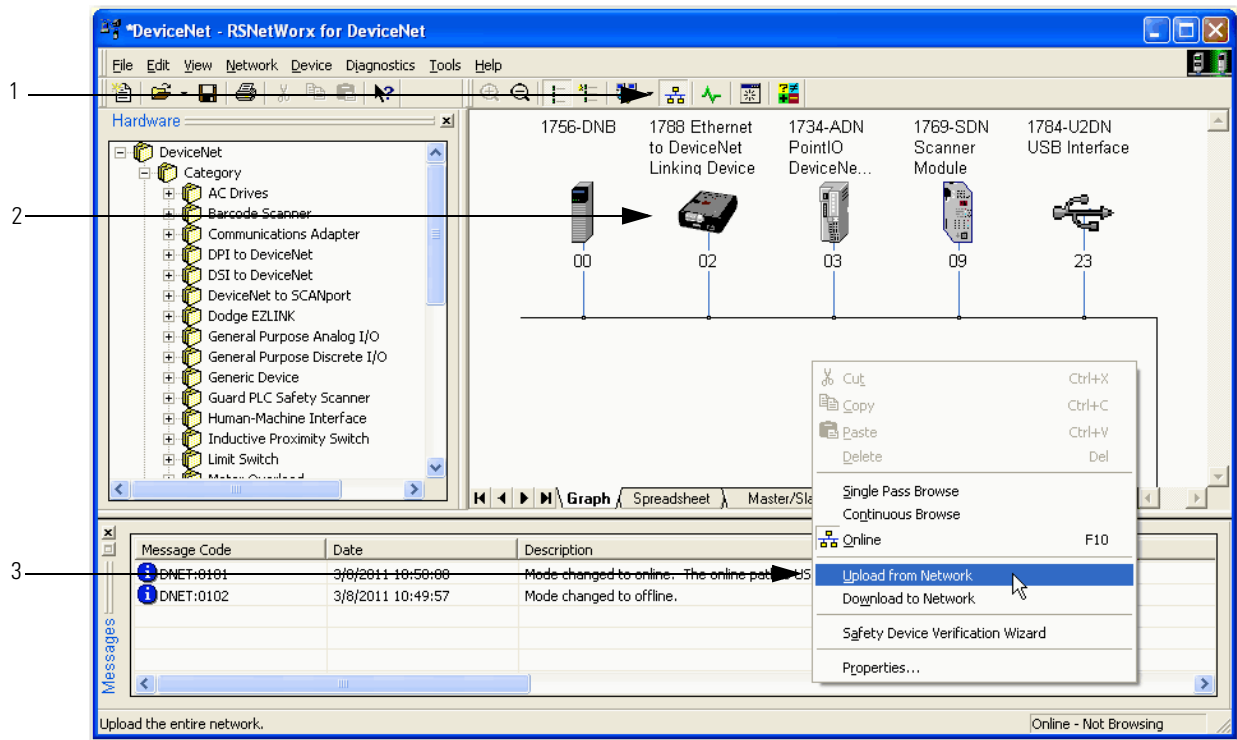 *DeviceNet - RSNetWorx for DeviceNet
File Edit View Network Device Diagnostics Tools Help
1
Hardware
DeviceNet
Category
AC Drives
Barcode Scanner
Communications Adapter
DPI to DeviceNet
DSI to DeviceNet
DeviceNet to SCANport
Dodge EZLINK
General Purpose Analog I/O
General Purpose Discrete I/O
Generic Device
Guard PLC Safety Scanner
Human-Machine Interface
Inductive Proximity Switch
Limit Switch
Motor Overload
2
1756-DNB
1788 Ethernet
to DeviceNet
Linking Device
1734-ADN
PointIO
DeviceNe...
1769-SDN
Scanner
Module
1784-U2DN
USB Interface
00 02 03 09 23
Graph Spreadsheet Master/Sla
Cut Ctrl+X
Copy Ctrl+C
Paste Ctrl+V
Delete Del
Single Pass Browse
Continuous Browse
Online F10
Upload from Network
Download to Network
Safety Device Verification Wizard
Properties...
3
Messages
Message Code Date Description
DNET:0101 3/8/2011 10:50:00 Mode changed to online. The online pat US
DNET:0102 3/8/2011 10:49:57 Mode changed to offline.
Upload the entire network.
Online - Not Browsing